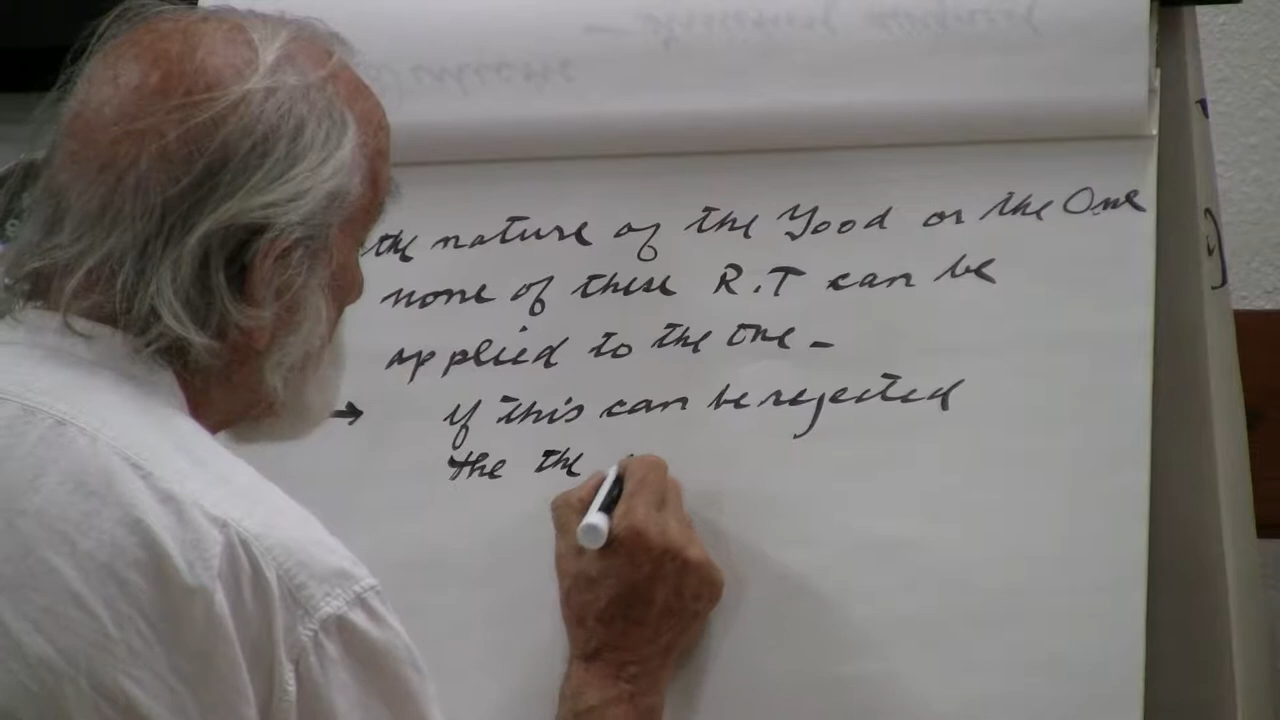 the nature of the Good or the One
none of these R.T can be
applied to the One -
→ if this can be rejected
the the